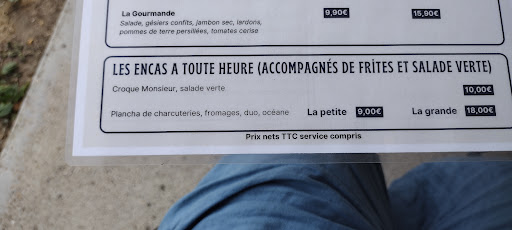 La Gourmande 9,90€ 15,90€
Salade, gésiers confits, jambon sec, lardons,
pommes de terre persillées, tomates cerise
LES ENCAS A TOUTE HEURE (ACCOMPAGNÉS DE FRÎTES ET SALADE VERTE)
Croque Monsieur, salade verte 10,00€
Plancha de charcuteries, fromages, duo, océane La petite 9,00€ La grande 18,00€
Prix nets TTC service compris